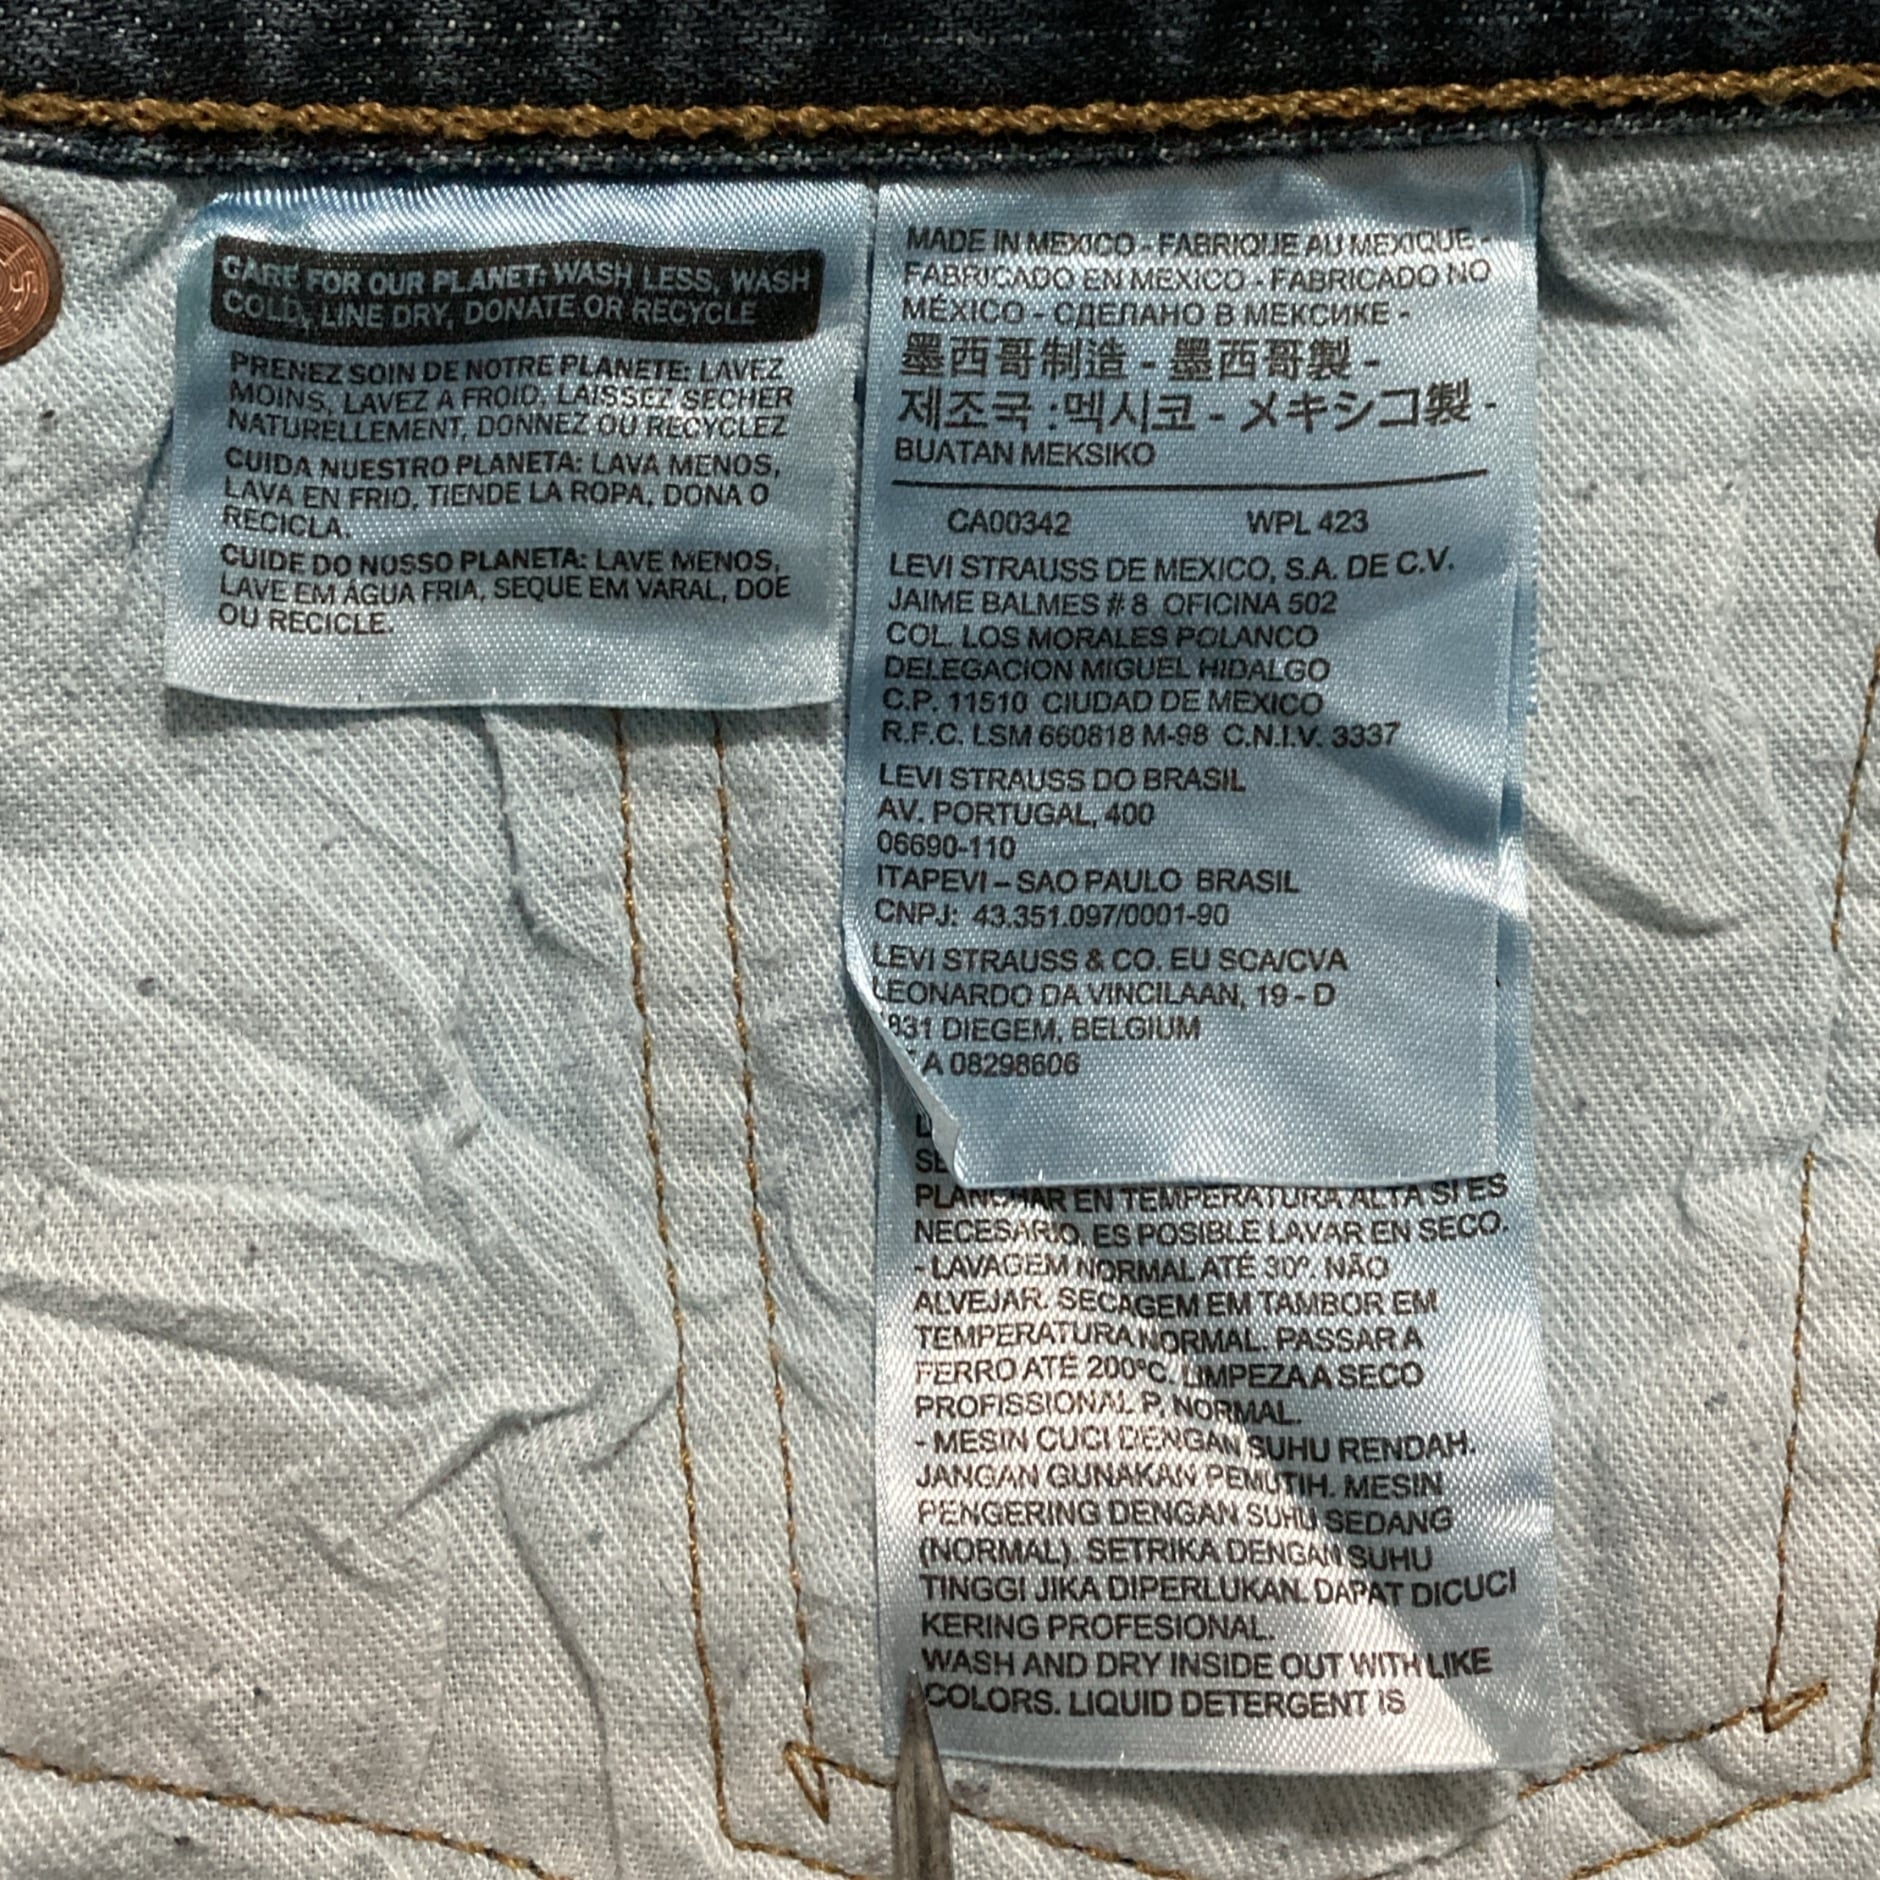 CARE FOR OUR PLANET: WASH LESS, WASH
COLD, LINE DRY, DONATE OR RECYCLE
PRENEZ SOIN DE NOTRE PLANETE: LAVEZ
MOINS, LAVEZ A FROID, LAISSEZ SECHER
NATURELLEMENT, DONNEZ OU RECYCLEZ
CUIDA NUESTRO PLANETA: LAVA MENOS,
LAVA EN FRIO, TIENDE LA ROPA, DONA O
RECICLA.
CUIDE DO NOSSO PLANETA: LAVE MENOS,
LAVE EM ÁGUA FRIA, SEQUE EM VARAL, DOE
OU RECICLE.
MADE IN MEXICO - FABRIQUE AU MEXIQUE -
FABRICADO EN MEXICO - FABRICADO NO
MÉXICO - СДЕЛАНО В МЕКСИКЕ -
墨西哥制造 - 墨西哥製 -
제조국 :멕시코 - メキシコ製 -
BUATAN MEKSIKO
CA00342 WPL 423
LEVI STRAUSS DE MEXICO, S.A. DE C.V.
JAIME BALMES # 8 OFICINA 502
COL. LOS MORALES POLANCO
DELEGACION MIGUEL HIDALGO
C.P. 11510 CIUDAD DE MEXICO
R.F.C. LSM 660818 M-98 C.N.I.V. 3337
LEVI STRAUSS DO BRASIL
AV. PORTUGAL, 400
06690-110
ITAPEVI – SAO PAULO BRASIL
CNPJ: 43.351.097/0001-90
LEVI STRAUSS & CO. EU SCA/CVA
LEONARDO DA VINCILAAN, 19 - D
831 DIEGEM, BELGIUM
A 08298606
SE
PLANCHAR EN TEMPERATURA ALTA SI ES
NECESARIO. ES POSIBLE LAVAR EN SECO.
- LAVAGEM NORMAL ATÉ 30º. NÃO
ALVEJAR. SECAGEM EM TAMBOR EM
TEMPERATURA NORMAL. PASSAR A
FERRO ATÉ 200ºC. LIMPEZA A SECO
PROFISSIONAL P, NORMAL.
- MESIN CUCI DENGAN SUHU RENDAH.
JANGAN GUNAKAN PEMUTIH. MESIN
PENGERING DENGAN SUHU SEDANG
(NORMAL). SETRIKA DENGAN SUHU
TINGGI JIKA DIPERLUKAN. DAPAT DICUCI
KERING PROFESIONAL.
WASH AND DRY INSIDE OUT WITH LIKE
COLORS. LIQUID DETERGENT IS